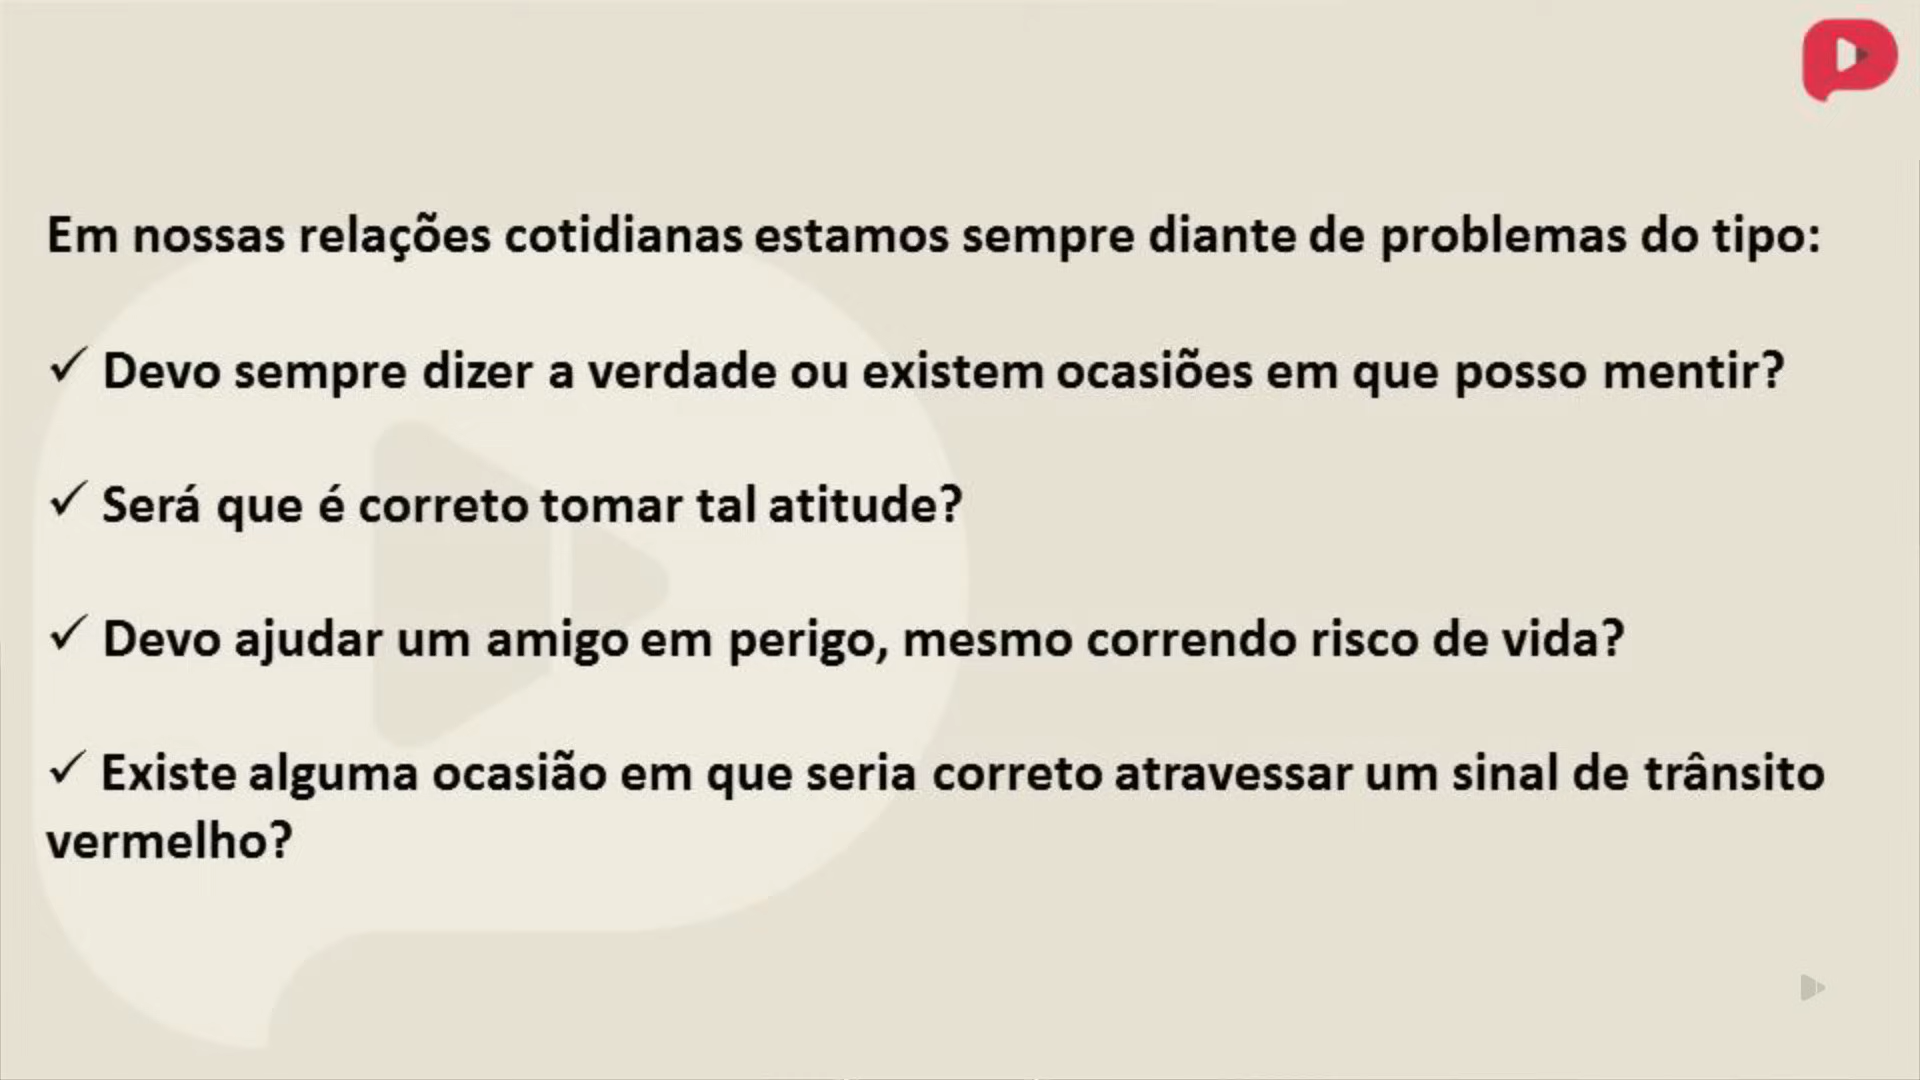 Em nossas relações cotidianas estamos sempre diante de problemas do tipo:
✓ Devo sempre dizer a verdade ou existem ocasiões em que posso mentir?
✓ Será que é correto tomar tal atitude?
✓ Devo ajudar um amigo em perigo, mesmo correndo risco de vida?
✓ Existe alguma ocasião em que seria correto atravessar um sinal de trânsito
vermelho?